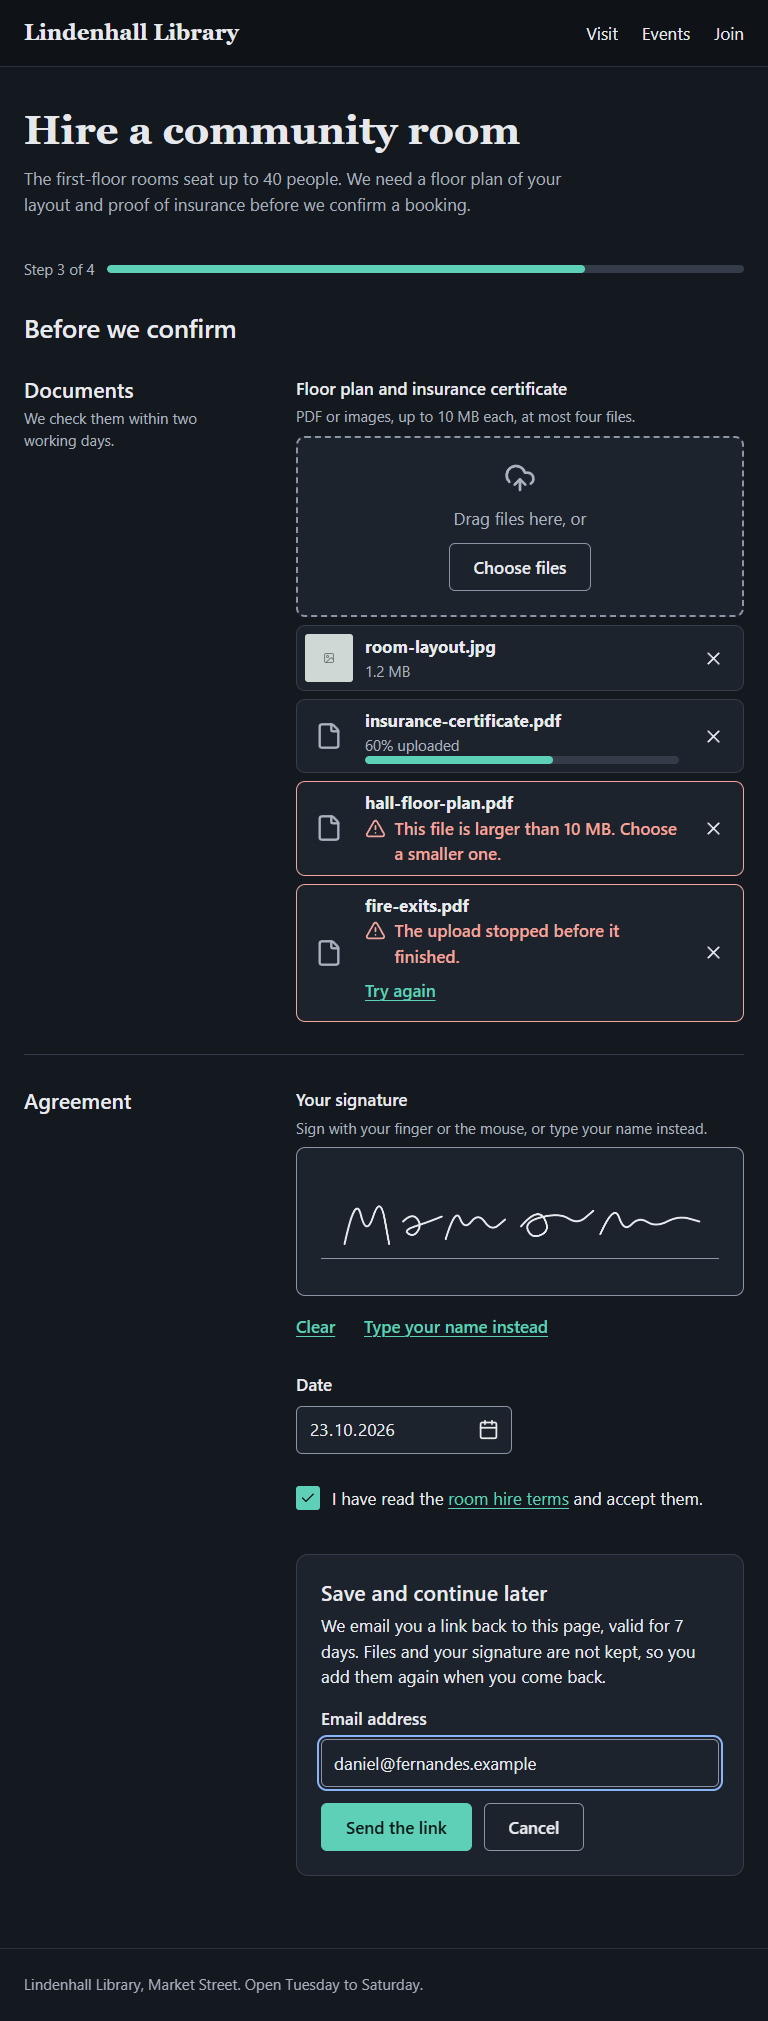 Lindenhall Library
Visit Events Join
Hire a community room
The first-floor rooms seat up to 40 people. We need a floor plan of your
layout and proof of insurance before we confirm a booking.
Step 3 of 4
Before we confirm
Documents
We check them within two
working days.
Floor plan and insurance certificate
PDF or images, up to 10 MB each, at most four files.
Drag files here, or
Choose files
room-layout.jpg
1.2 MB
insurance-certificate.pdf
60% uploaded
hall-floor-plan.pdf
This file is larger than 10 MB. Choose
a smaller one.
fire-exits.pdf
The upload stopped before it
finished.
Try again
Agreement
Your signature
Sign with your finger or the mouse, or type your name instead.
Clear Type your name instead
Date
23.10.2026
I have read the room hire terms and accept them.
Save and continue later
We email you a link back to this page, valid for 7
days. Files and your signature are not kept, so you
add them again when you come back.
Email address
daniel@fernandes.example
Send the link Cancel
Lindenhall Library, Market Street. Open Tuesday to Saturday.